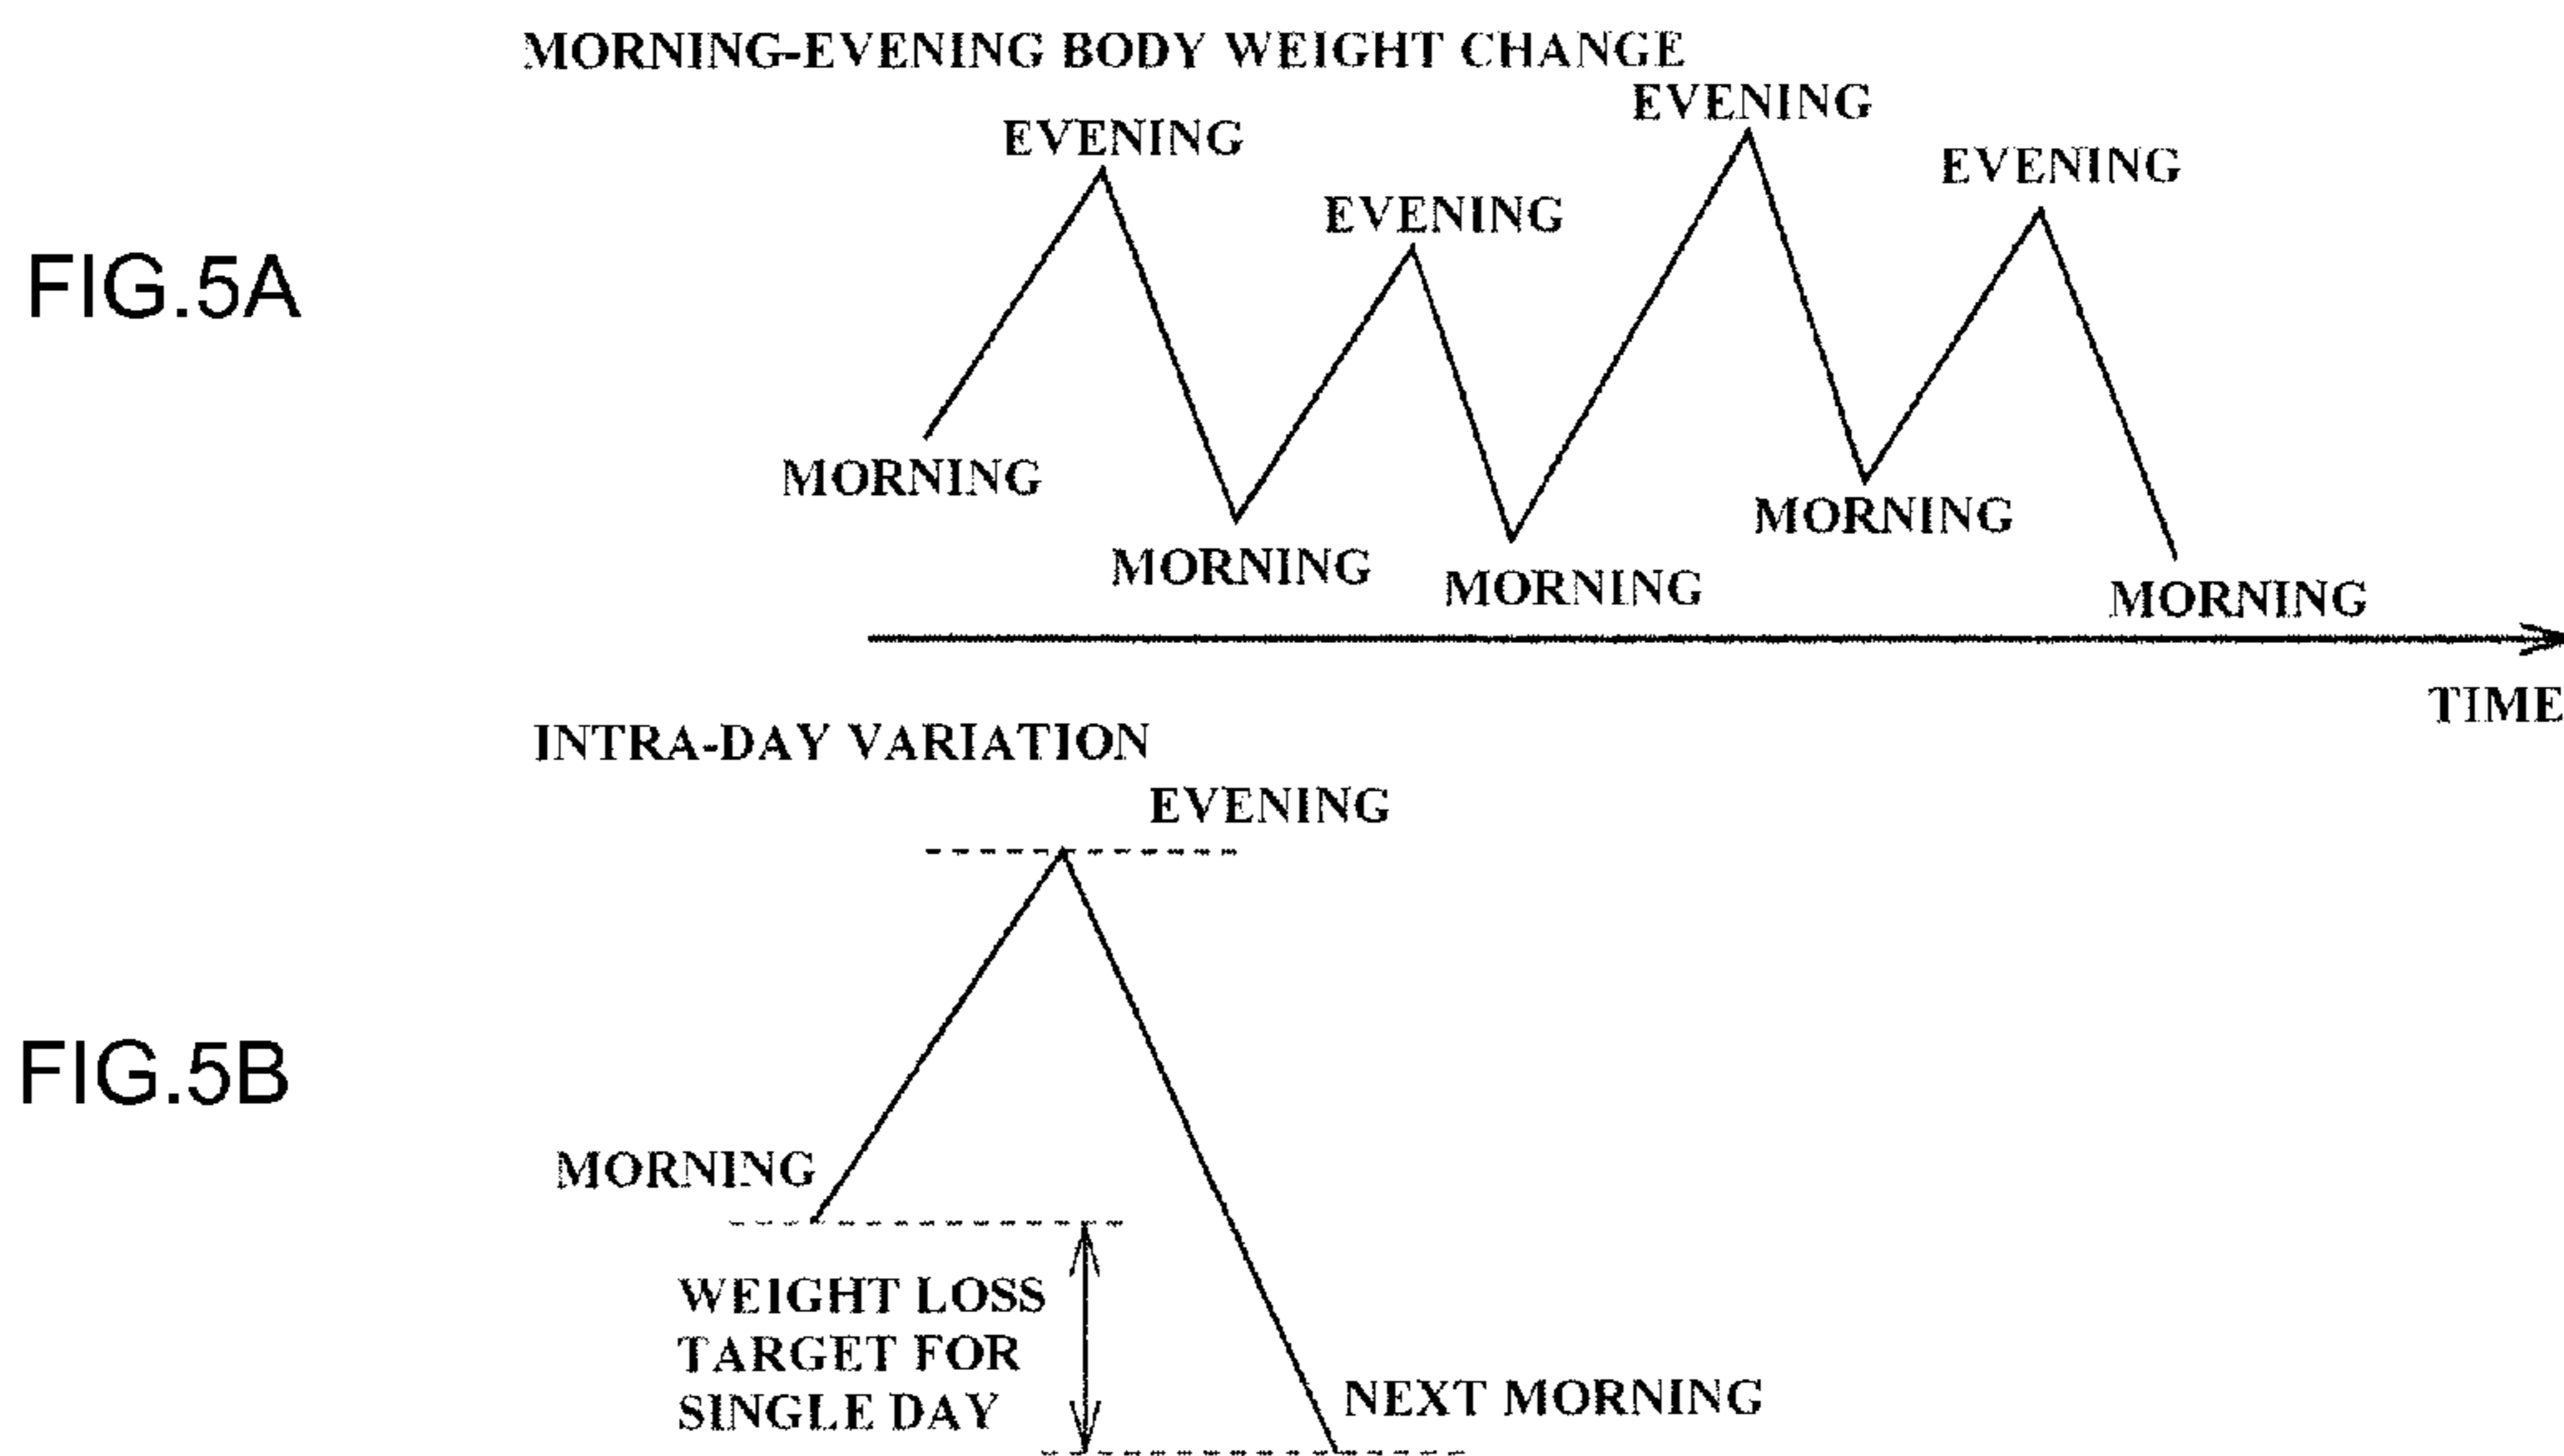 MORNING-EVENING BODY WEIGHT CHANGE
EVENING
EVENING
EVENING
EVENING
FIG.5A
MORNING
MORNING
MORNING
MORNING
MORNING
TIME
INTRA-DAY VARIATION
EVENING
FIG.5B
MORNING
WEIGHT LOSS
TARGET FOR
SINGLE DAY
NEXT MORNING